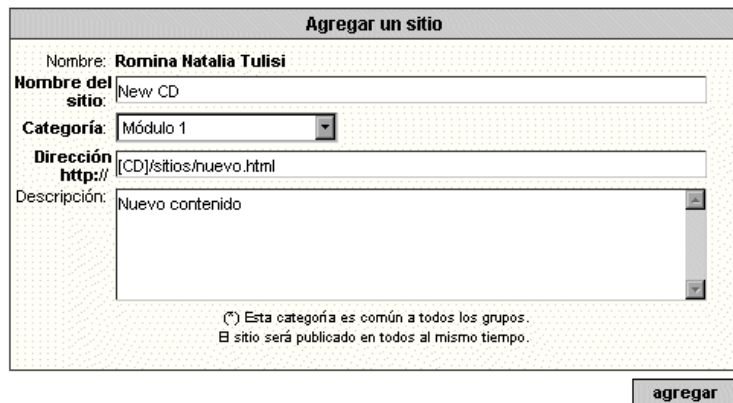 Agregar un sitio
Nombre: Romina Natalia Tulisi
Nombre del sitio: New CD
Categoría: Módulo 1
Dirección http:// [CD]/sitios/nuevo.html
Descripción: Nuevo contenido
(*) Esta categoría es común a todos los grupos.
El sitio será publicado en todos al mismo tiempo.
agregar